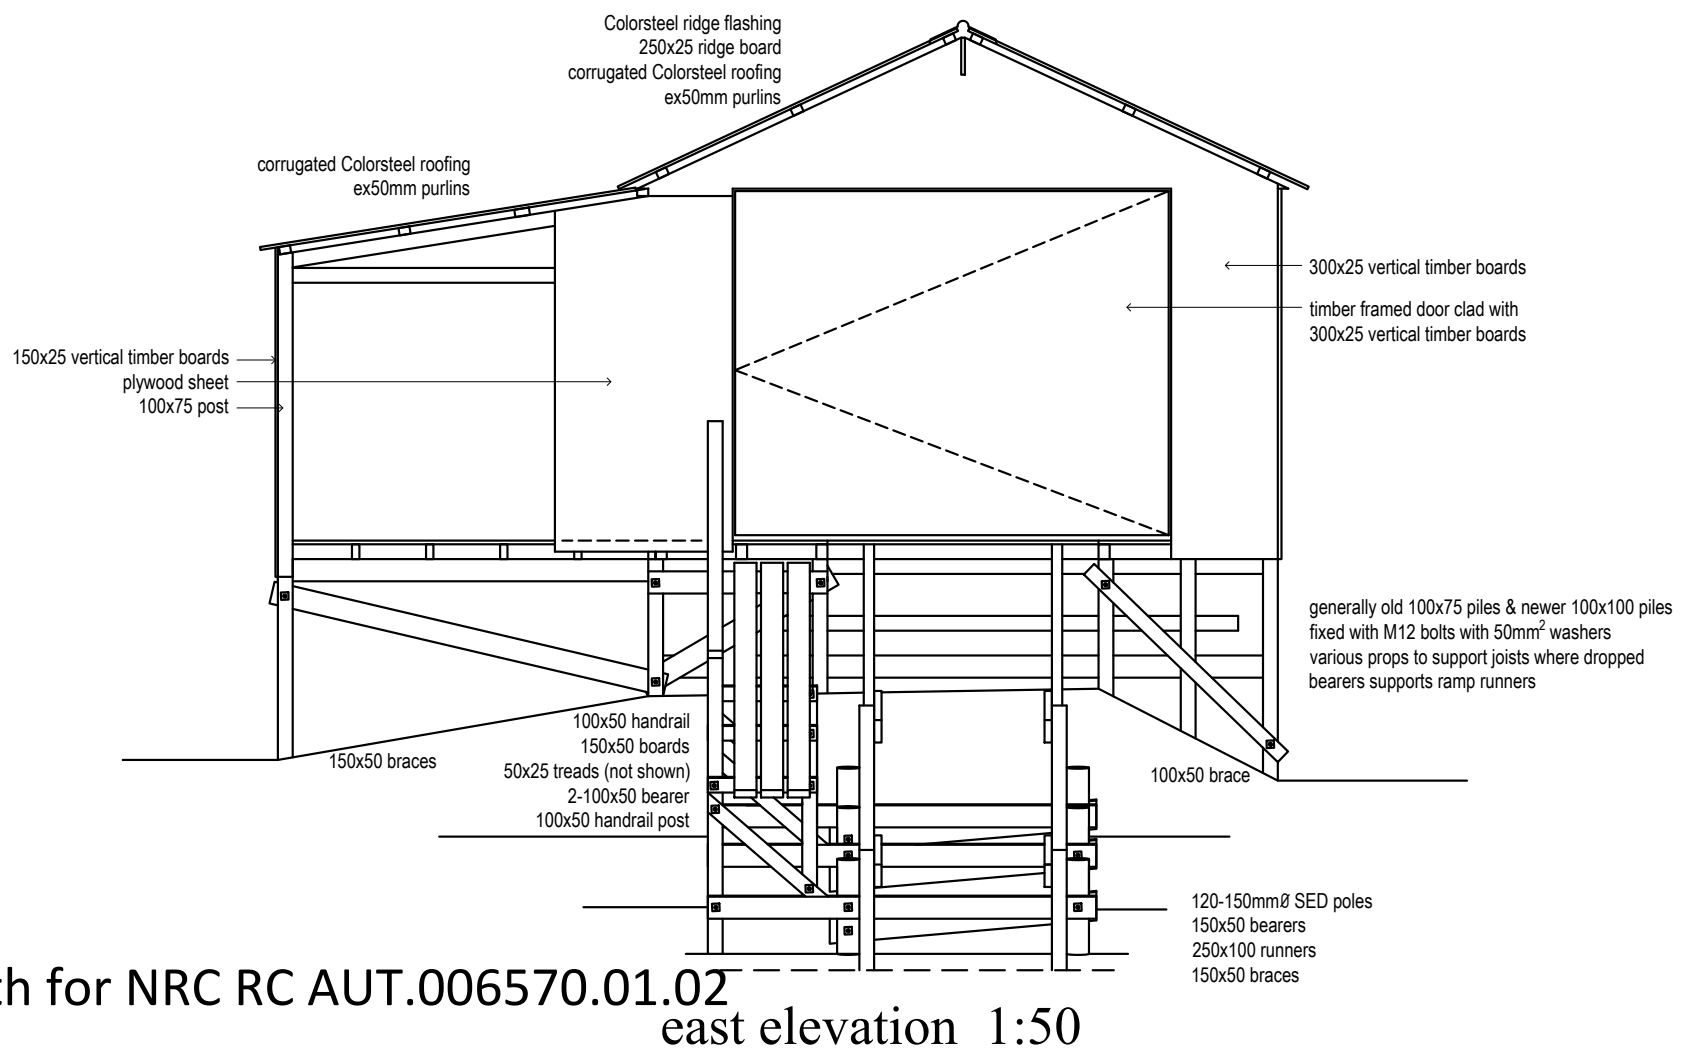 Colorsteel ridge flashing
250x25 ridge board
corrugated Colorsteel roofing
ex50mm purlins
corrugated Colorsteel roofing
ex50mm purlins
300x25 vertical timber boards
timber framed door clad with
300x25 vertical timber boards
150x25 vertical timber boards
plywood sheet
100x75 post
generally old 100x75 piles & newer 100x100 piles
fixed with M12 bolts with 50mm² washers
various props to support joists where dropped
bearers supports ramp runners
100x50 handrail
150x50 boards
50x25 treads (not shown)
2-100x50 bearer
100x50 handrail post
150x50 braces
100x50 brace
120-150mmØ SED poles
150x50 bearers
250x100 runners
150x50 braces
for NRC RC AUT.006570.01.02
east elevation 1:50